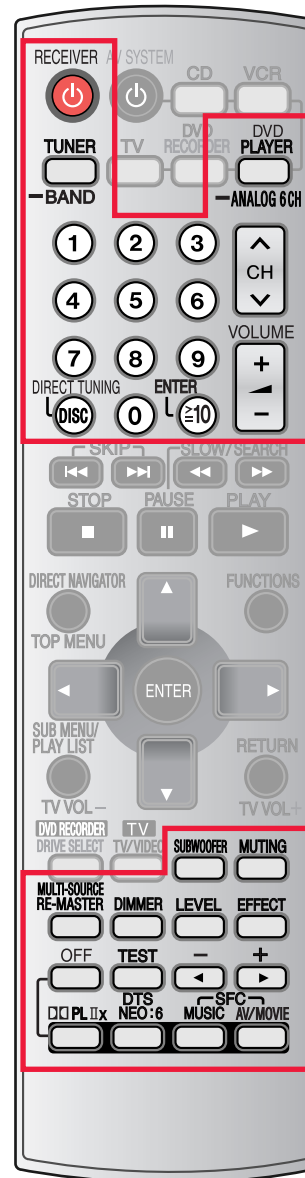 RECEIVER AV SYSTEM
CD VCR
TUNER TV DVD RECORDER DVD PLAYER
–BAND –ANALOG 6CH
1 2 3
CH
4 5 6
VOLUME
7 8 9 +
DIRECT TUNING ENTER
DISC 0 ≧10 –
SKIP SLOW/SEARCH
STOP PAUSE PLAY
DIRECT NAVIGATOR FUNCTIONS
TOP MENU
ENTER
SUB MENU/
PLAY LIST RETURN
TV VOL – TV VOL +
DVD RECORDER TV
DRIVE SELECT TV/VIDEO SUBWOOFER MUTING
MULTI-SOURCE
RE-MASTER DIMMER LEVEL EFFECT
OFF TEST – +
DTS SFC
PL IIx NEO:6 MUSIC AV/MOVIE